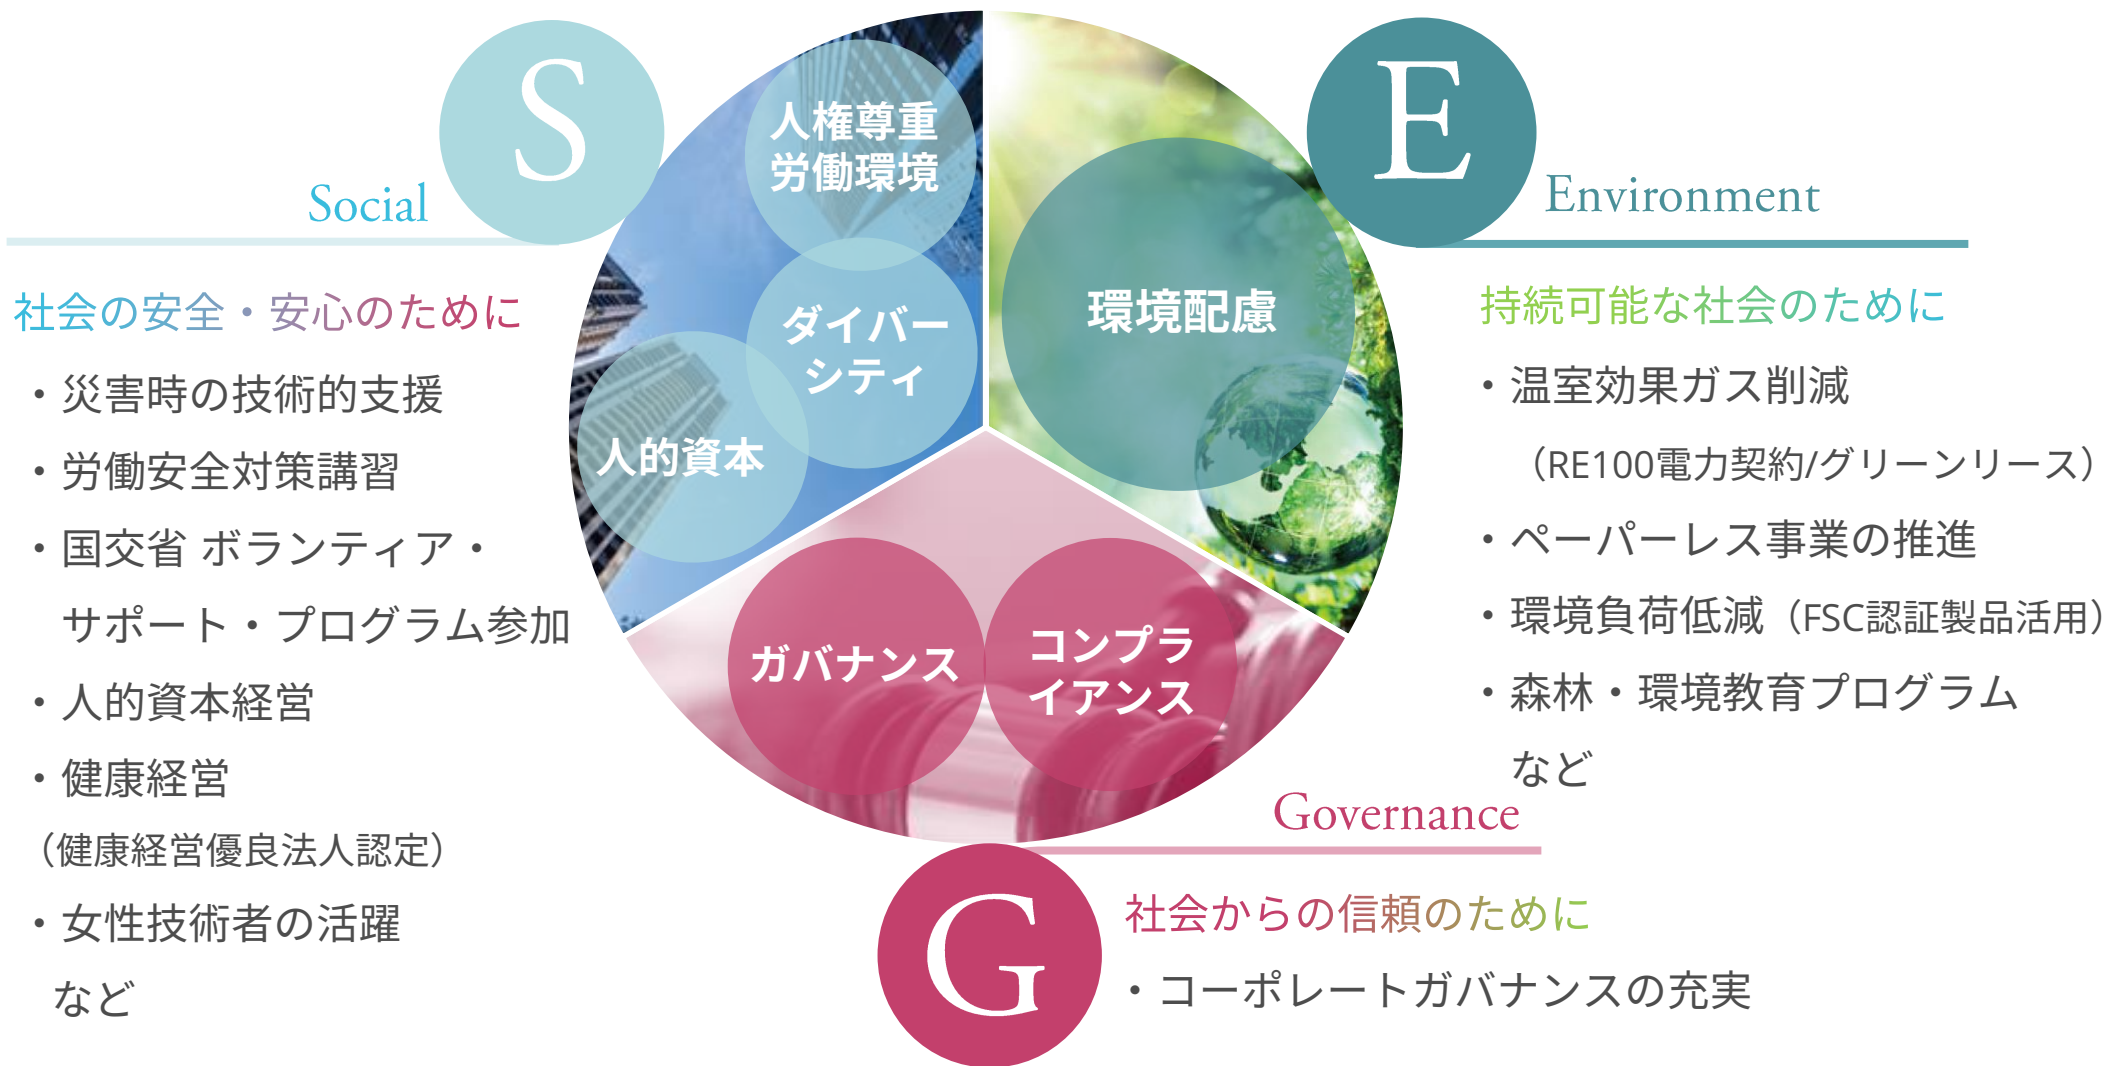 S
Social
社会の安全・安心のために
・災害時の技術的支援
・労働安全対策講習
・国交省 ボランティア・
サポート・プログラム参加
・人的資本経営
・健康経営
（健康経営優良法人認定）
・女性技術者の活躍
など
人権尊重
労働環境
ダイバー
シティ
人的資本
環境配慮
ガバナンス
コンプラ
イアンス
E
Environment
持続可能な社会のために
・温室効果ガス削減
（RE100電力契約/グリーンリース）
・ペーパーレス事業の推進
・環境負荷低減（FSC認証製品活用）
・森林・環境教育プログラム
など
Governance
G
社会からの信頼のために
・コーポレートガバナンスの充実